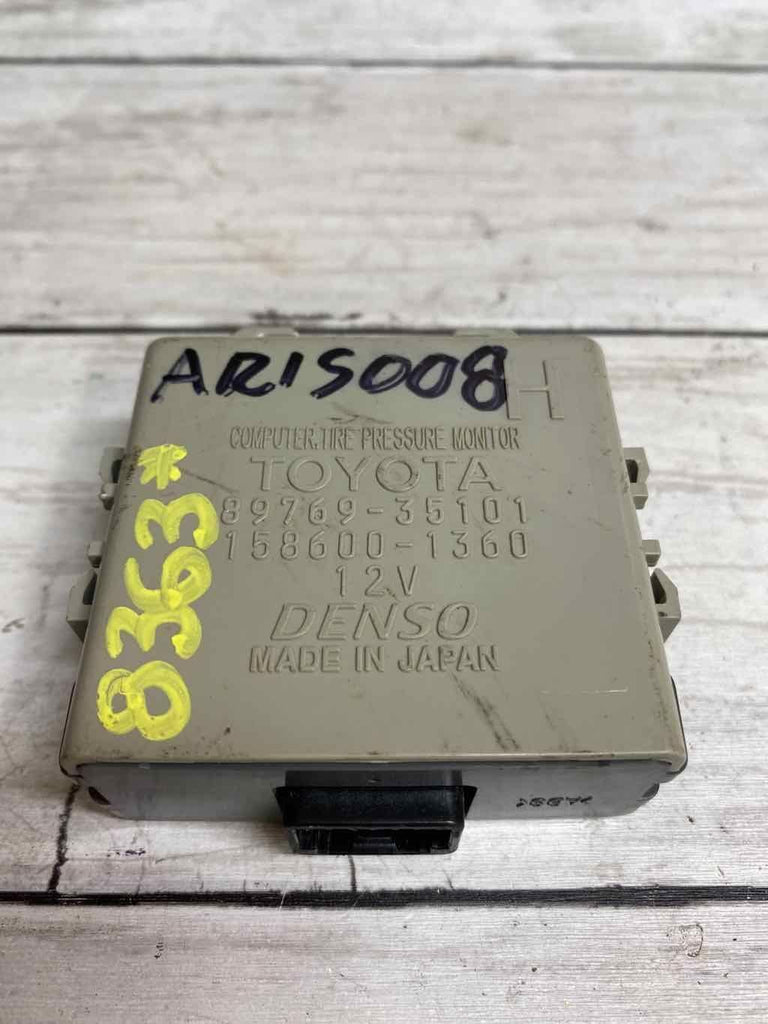 ARIS008
H
COMPUTER.TIRE PRESSURE MONITOR
TOYOTA
89769-35101
158600-1360
12V
DENSO
MADE IN JAPAN
8363*